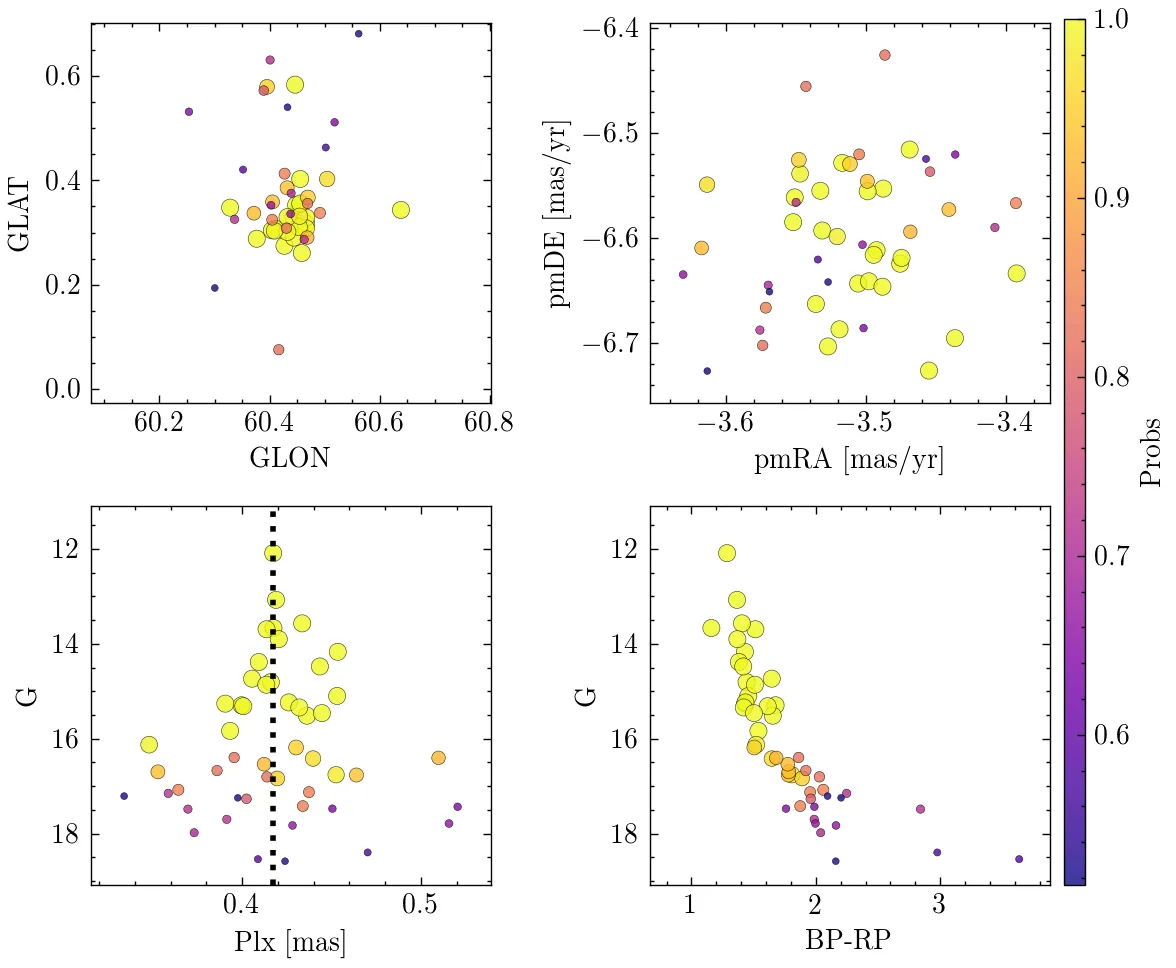 0.6
0.4
0.2
0.0
GLAT
60.2 60.4 60.6 60.8
GLON
−6.4
−6.5
−6.6
−6.7
pmDE [mas/yr]
−3.6 −3.5 −3.4
pmRA [mas/yr]
12
14
16
18
G
0.4 0.5
Plx [mas]
12
14
16
18
G
1 2 3
BP-RP
1.0
0.9
0.8
0.7
0.6
Probs